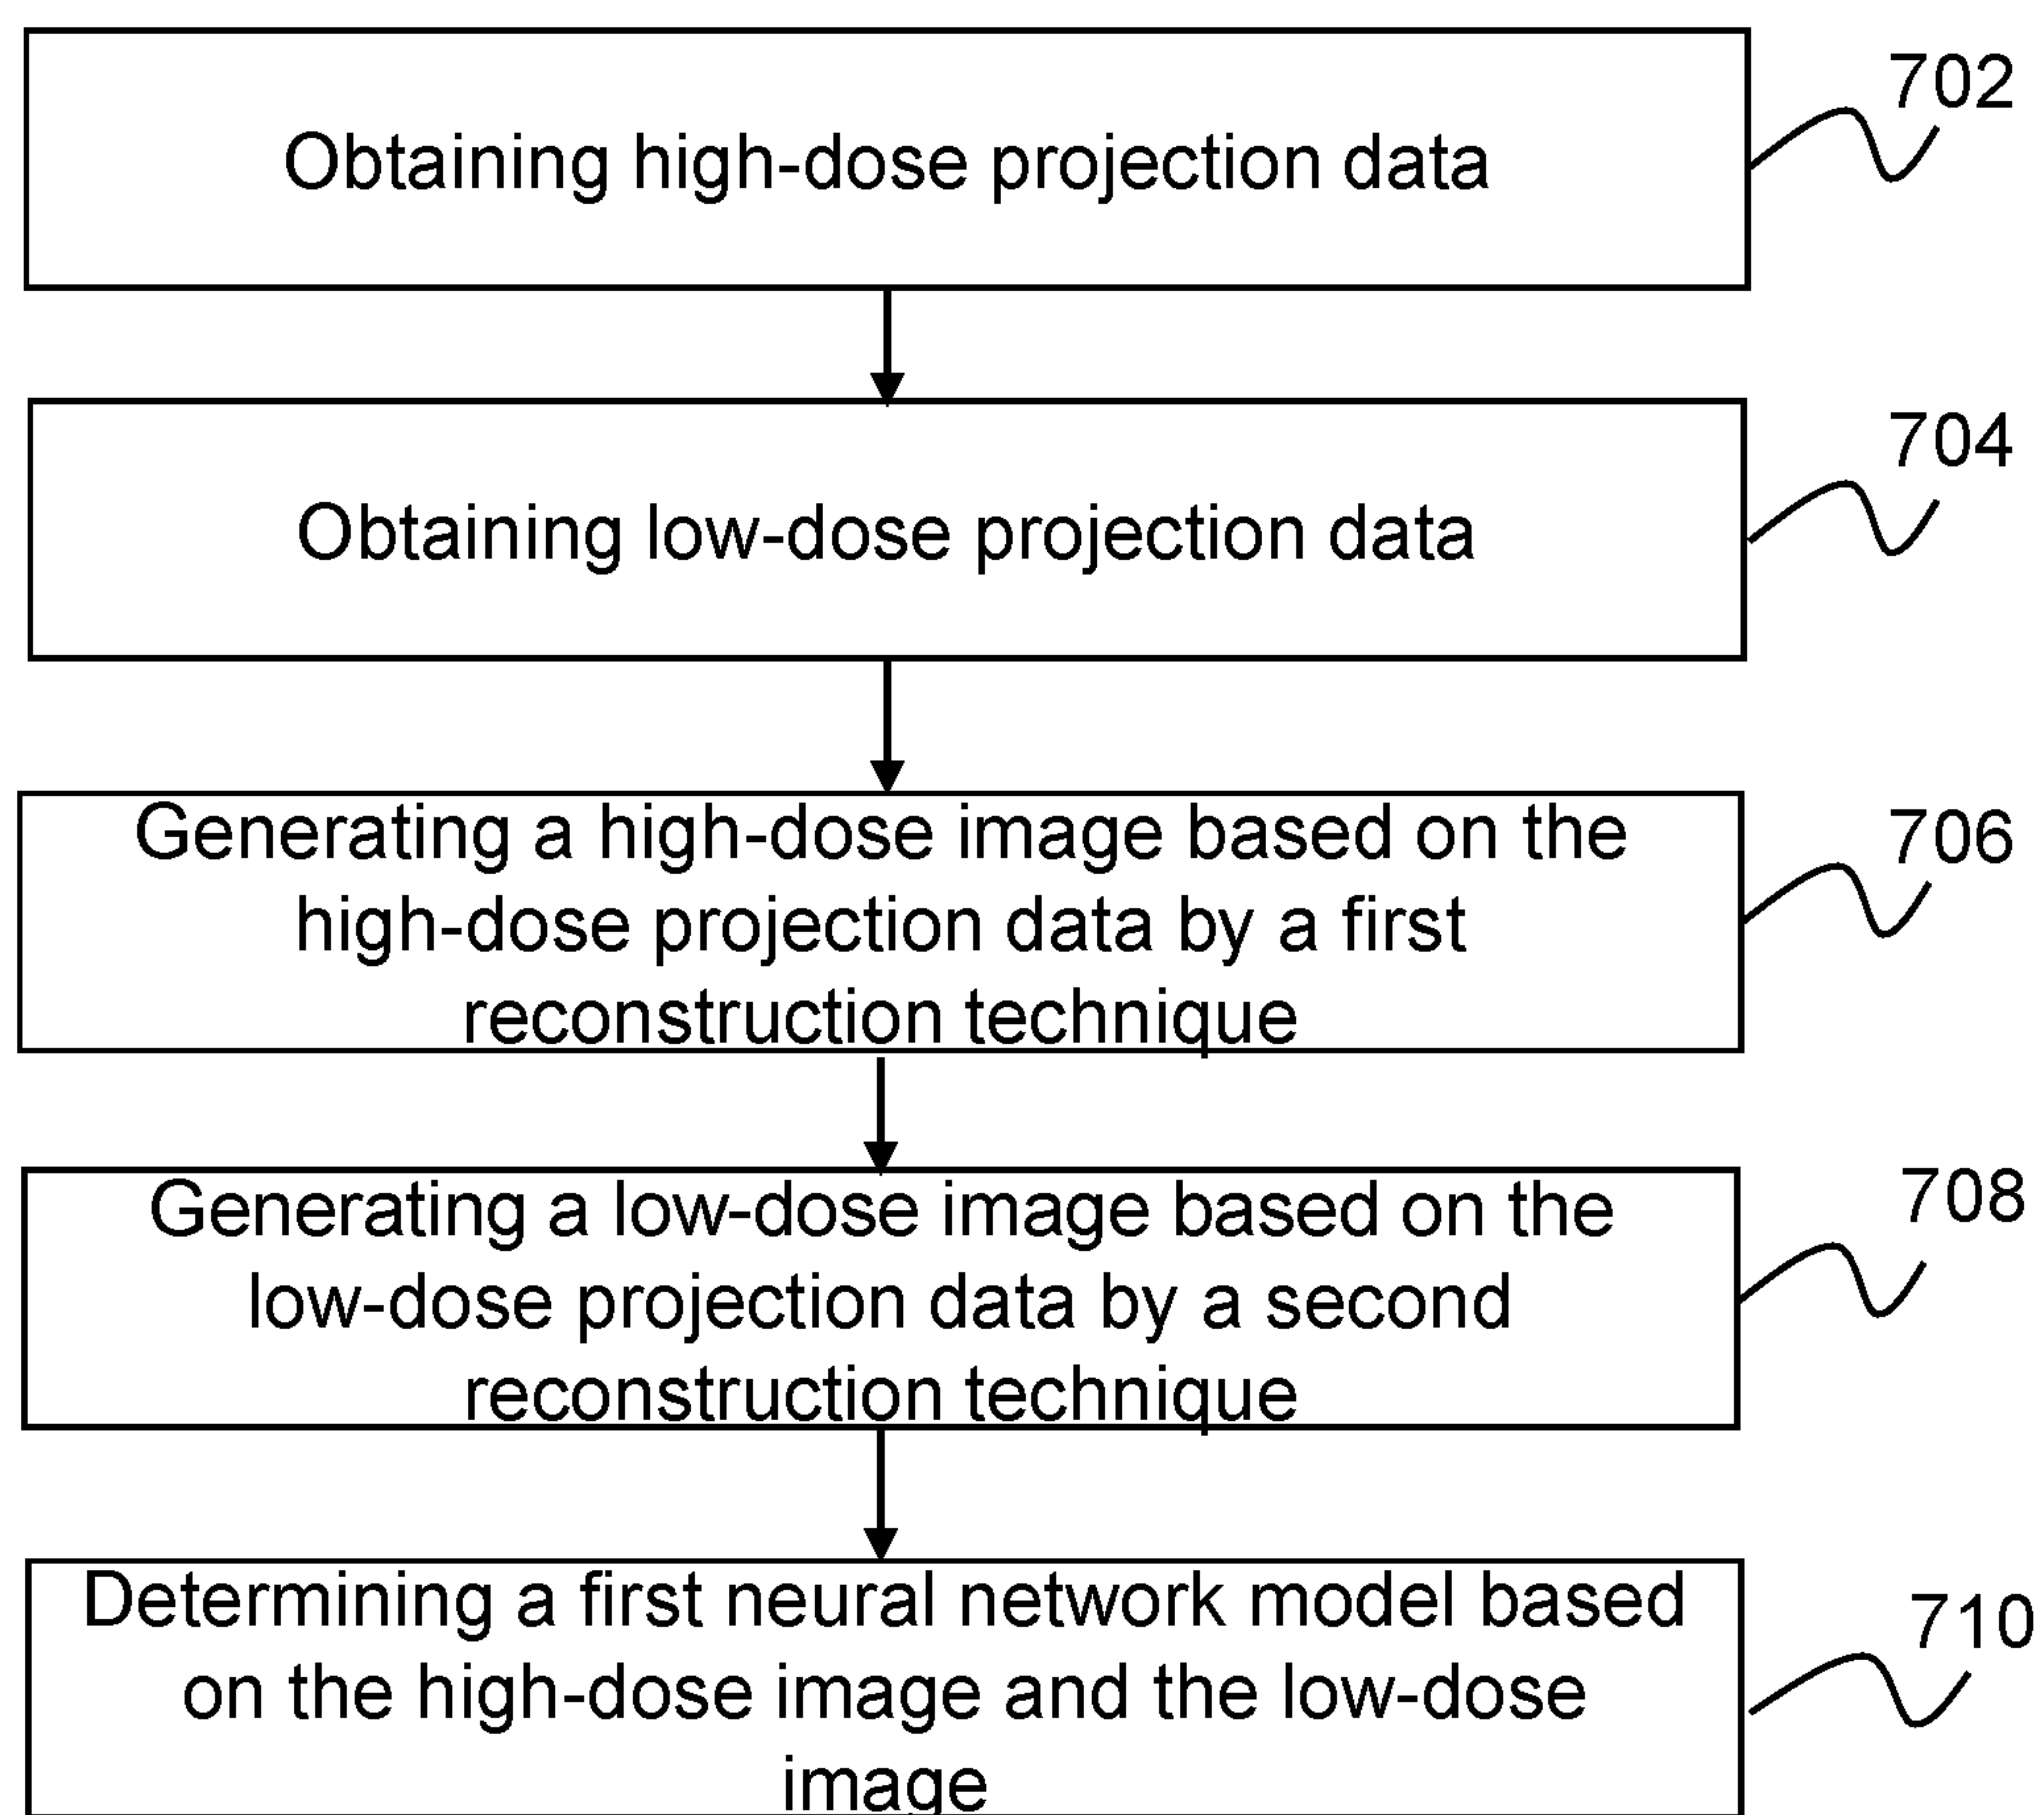 702
Obtaining high-dose projection data
704
Obtaining low-dose projection data
706
Generating a high-dose image based on the
high-dose projection data by a first
reconstruction technique
708
Generating a low-dose image based on the
low-dose projection data by a second
reconstruction technique
710
Determining a first neural network model based
on the high-dose image and the low-dose
image